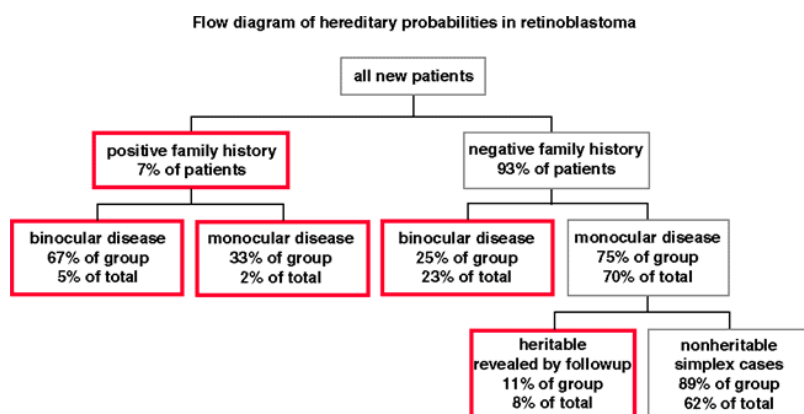 Flow diagram of hereditary probabilities in retinoblastoma
all new patients
positive family history
7% of patients
negative family history
93% of patients
binocular disease
67% of group
5% of total
monocular disease
33% of group
2% of total
binocular disease
25% of group
23% of total
monocular disease
75% of group
70% of total
heritable
revealed by followup
11% of group
8% of total
nonheritable
simplex cases
89% of group
62% of total